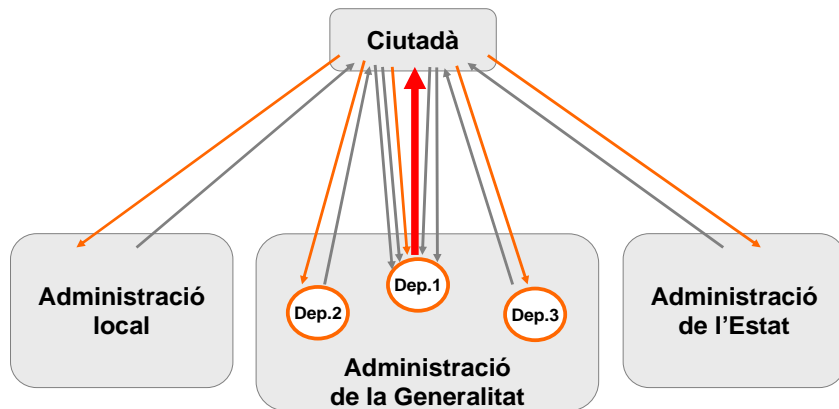 Ciutadà
Administració
local
Dep.2
Dep.1
Dep.3
Administració
de la Generalitat
Administració
de l’Estat